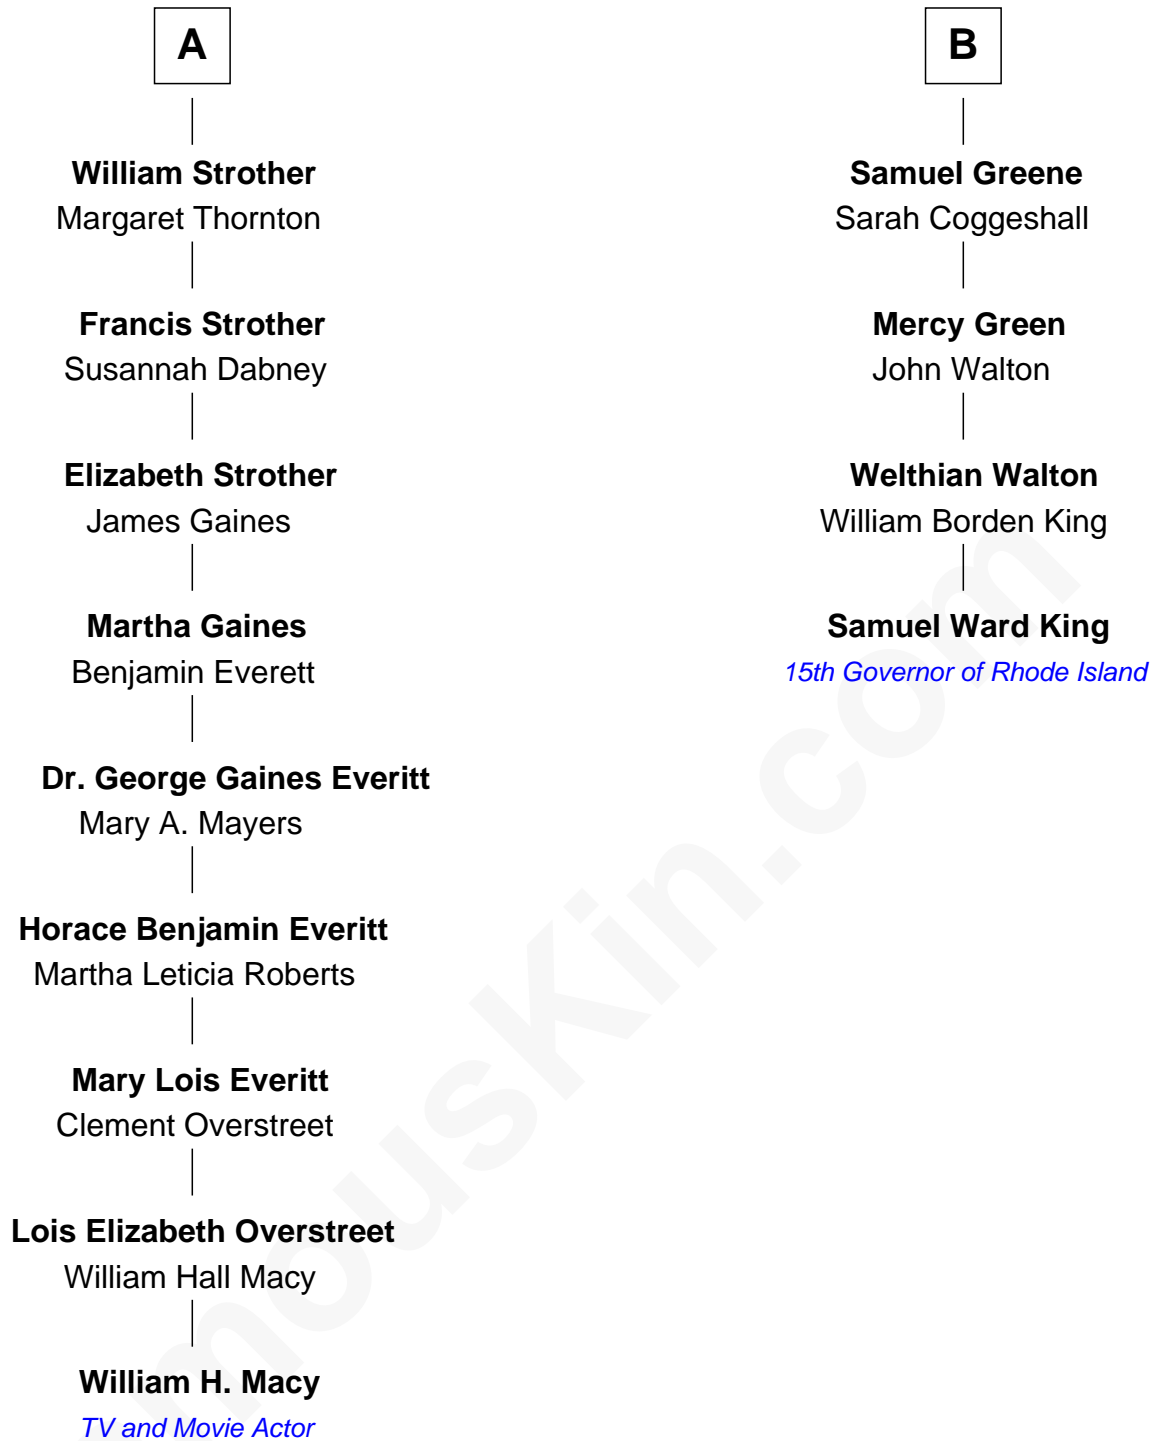 A
William Strother
Margaret Thornton
Francis Strother
Susannah Dabney
Elizabeth Strother
James Gaines
Martha Gaines
Benjamin Everett
Dr. George Gaines Everitt
Mary A. Mayers
Horace Benjamin Everitt
Martha Leticia Roberts
Mary Lois Everitt
Clement Overstreet
Lois Elizabeth Overstreet
William Hall Macy
William H. Macy
TV and Movie Actor
B
Samuel Greene
Sarah Coggeshall
Mercy Green
John Walton
Welthian Walton
William Borden King
Samuel Ward King
15th Governor of Rhode Island
mousKin.com